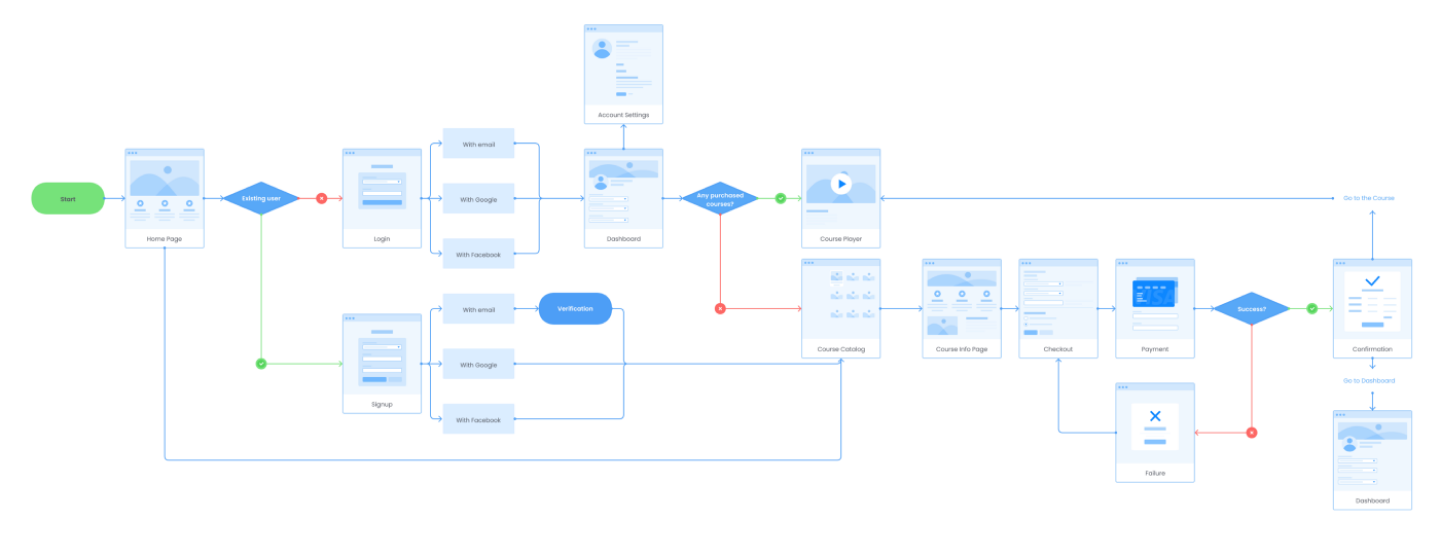 Account Settings
Start
Home Page
Existing user
Login
With email
With Google
With Facebook
Dashboard
Any purchased
courses?
Course Player
Go to the Course
Signup
With email
With Google
With Facebook
Verification
Course Catalog
Course Info Page
Checkout
VISA
Payment
Success?
Confirmation
Go to Dashboard
Failure
Dashboard